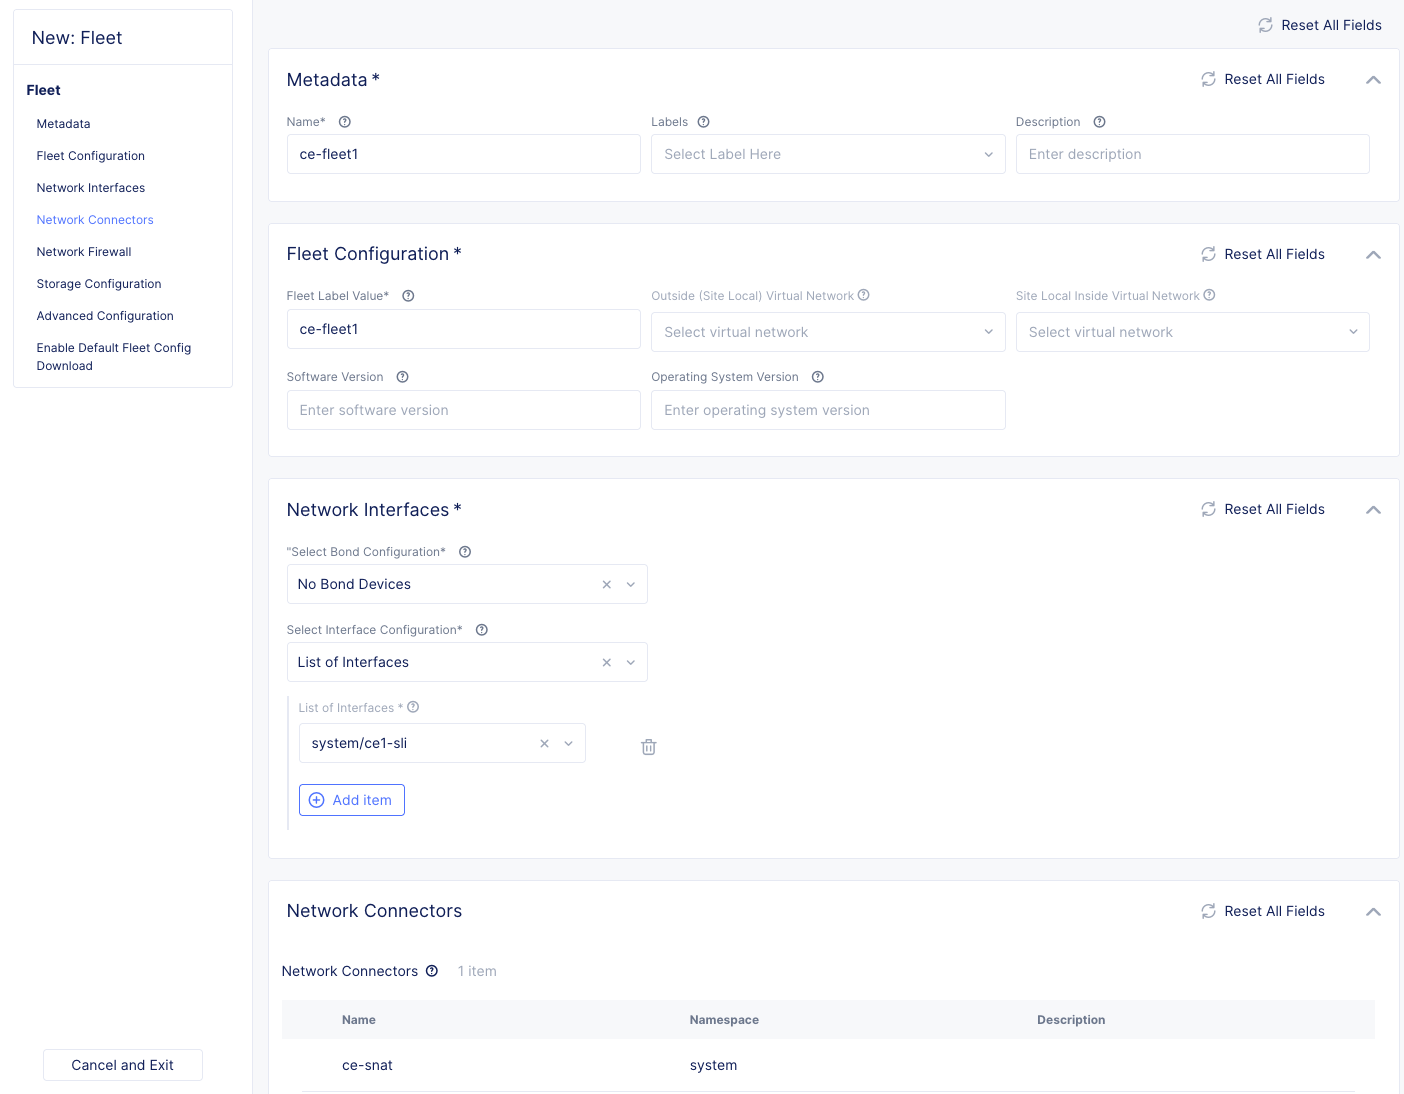 New: Fleet
Fleet
Metadata
Fleet Configuration
Network Interfaces
Network Connectors
Network Firewall
Storage Configuration
Advanced Configuration
Enable Default Fleet Config
Download
Cancel and Exit
Reset All Fields
Metadata *
Reset All Fields
Name*
Labels
Description
ce-fleet1
Select Label Here
Enter description
Fleet Configuration *
Reset All Fields
Fleet Label Value*
Outside (Site Local) Virtual Network
Site Local Inside Virtual Network
ce-fleet1
Select virtual network
Select virtual network
Software Version
Operating System Version
Enter software version
Enter operating system version
Network Interfaces *
Reset All Fields
"Select Bond Configuration*
No Bond Devices
Select Interface Configuration*
List of Interfaces
List of Interfaces *
system/ce1-sli
Add item
Network Connectors
Reset All Fields
Network Connectors
1 item
Name
Namespace
Description
ce-snat
system